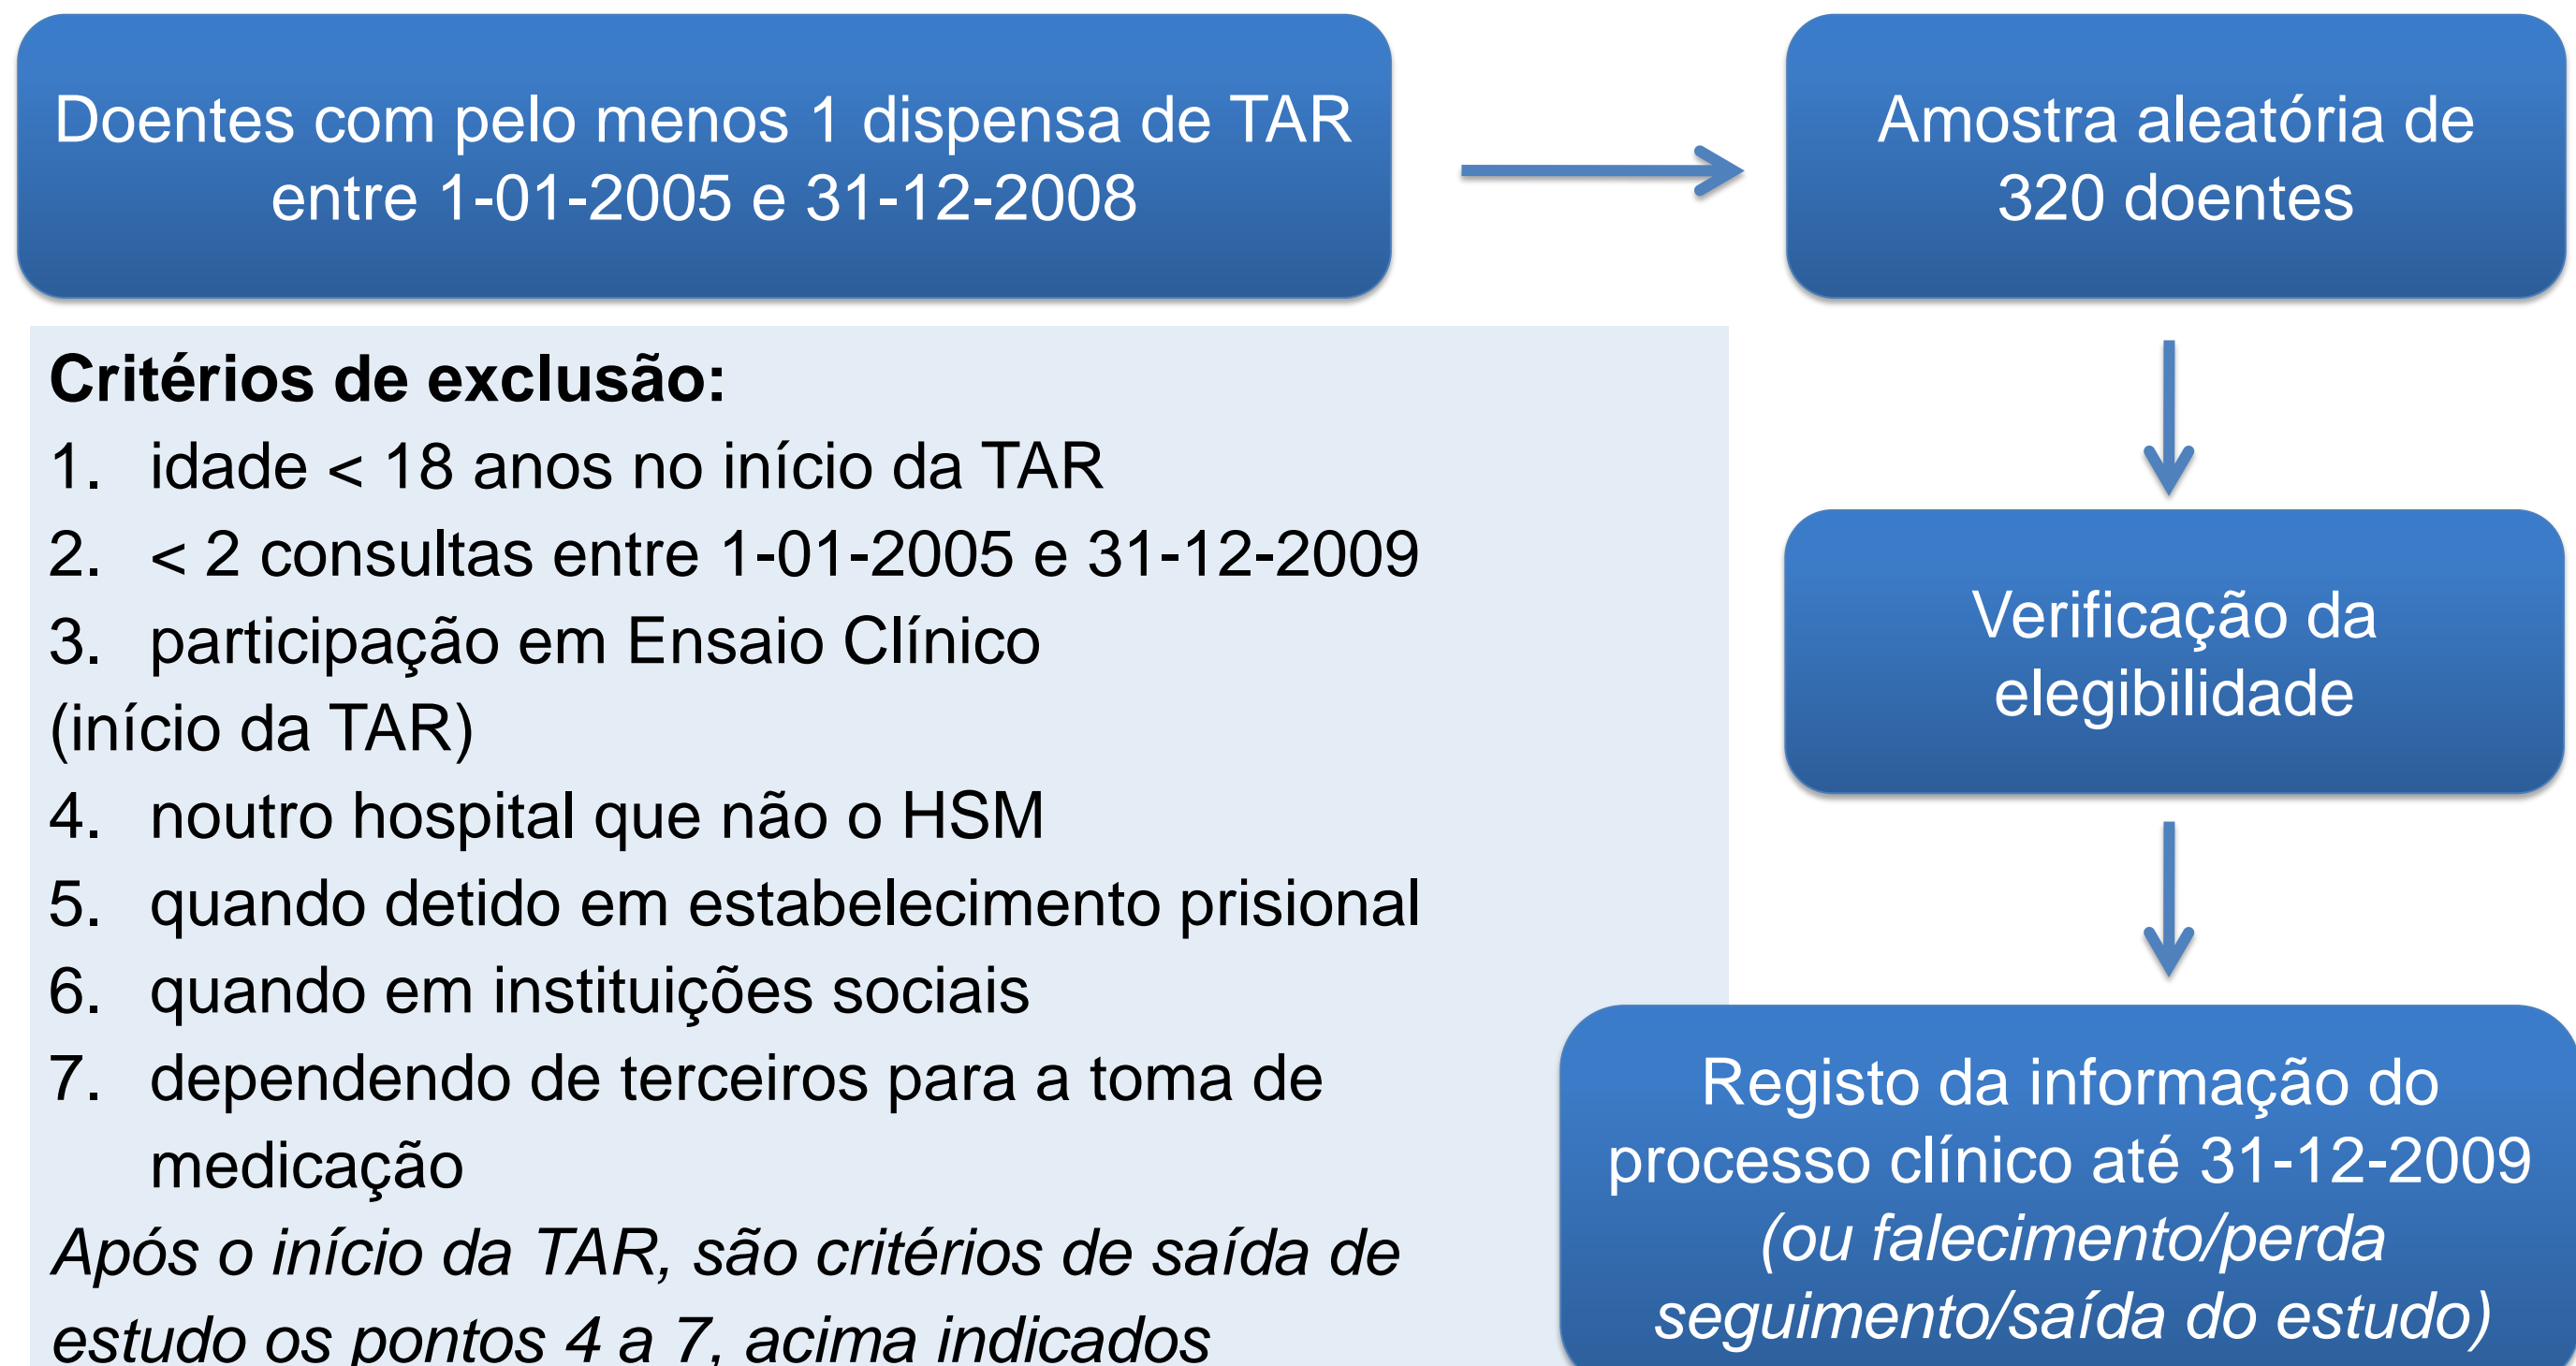 Doentes com pelo menos 1 dispensa de TAR
entre 1-01-2005 e 31-12-2008
Amostra aleatória de
320 doentes
Critérios de exclusão:
1. idade < 18 anos no início da TAR
2. < 2 consultas entre 1-01-2005 e 31-12-2009
3. participação em Ensaio Clínico
(início da TAR)
4. noutro hospital que não o HSM
5. quando detido em estabelecimento prisional
6. quando em instituições sociais
7. dependendo de terceiros para a toma de
medicação
Após o início da TAR, são critérios de saída de
estudo os pontos 4 a 7, acima indicados
Verificação da
elegibilidade
Registo da informação do
processo clínico até 31-12-2009
(ou falecimento/perda
seguimento/saída do estudo)